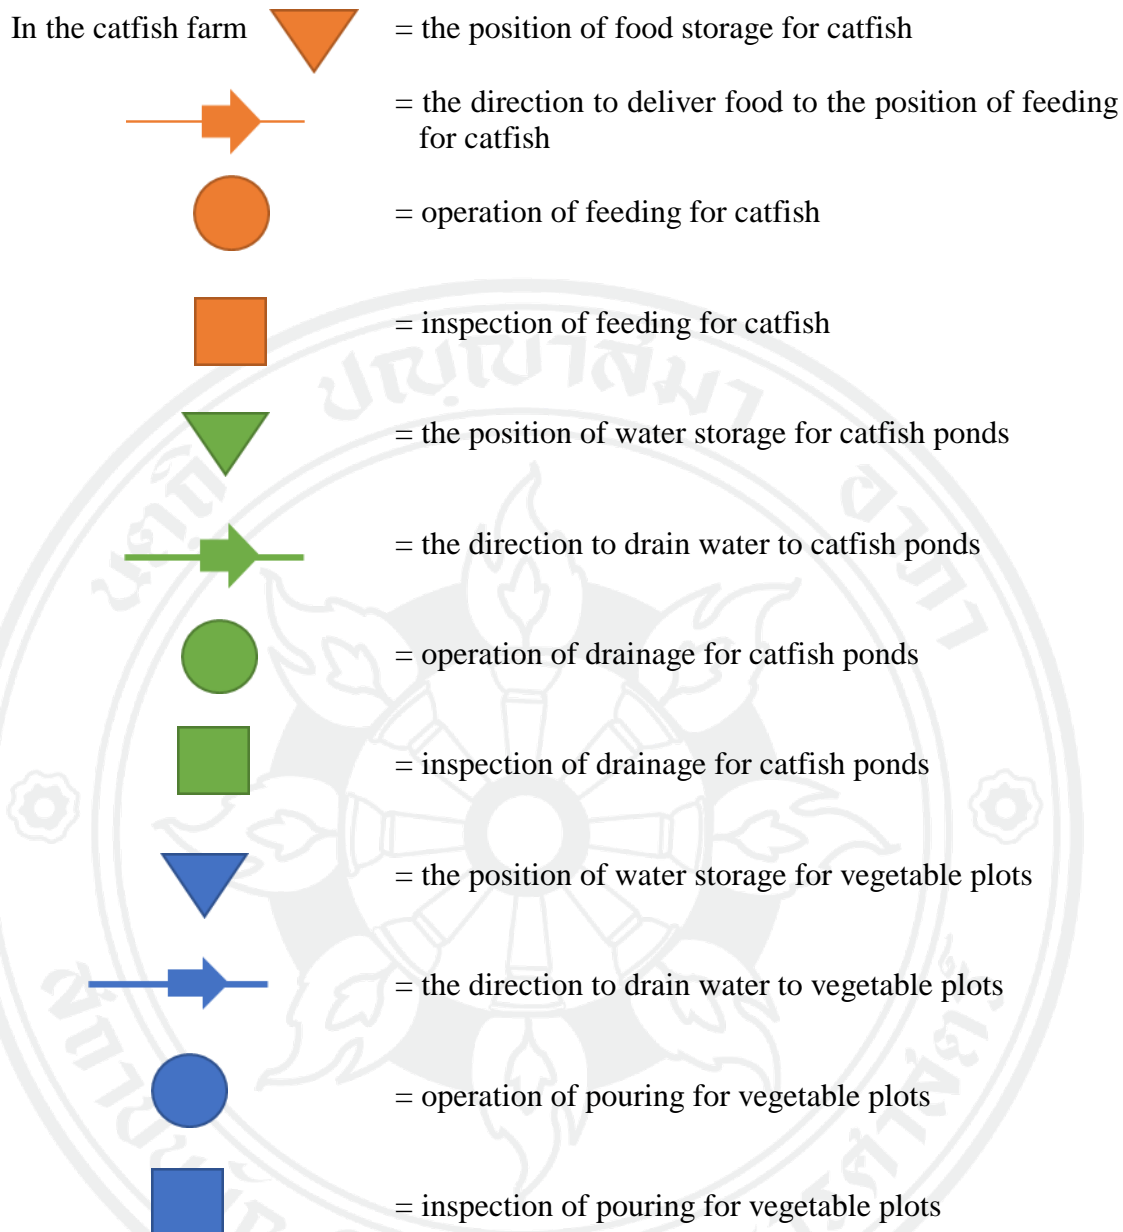 In the catfish farm = the position of food storage for catfish
= the direction to deliver food to the position of feeding
for catfish
= operation of feeding for catfish
= inspection of feeding for catfish
= the position of water storage for catfish ponds
= the direction to drain water to catfish ponds
= operation of drainage for catfish ponds
= inspection of drainage for catfish ponds
= the position of water storage for vegetable plots
= the direction to drain water to vegetable plots
= operation of pouring for vegetable plots
= inspection of pouring for vegetable plots